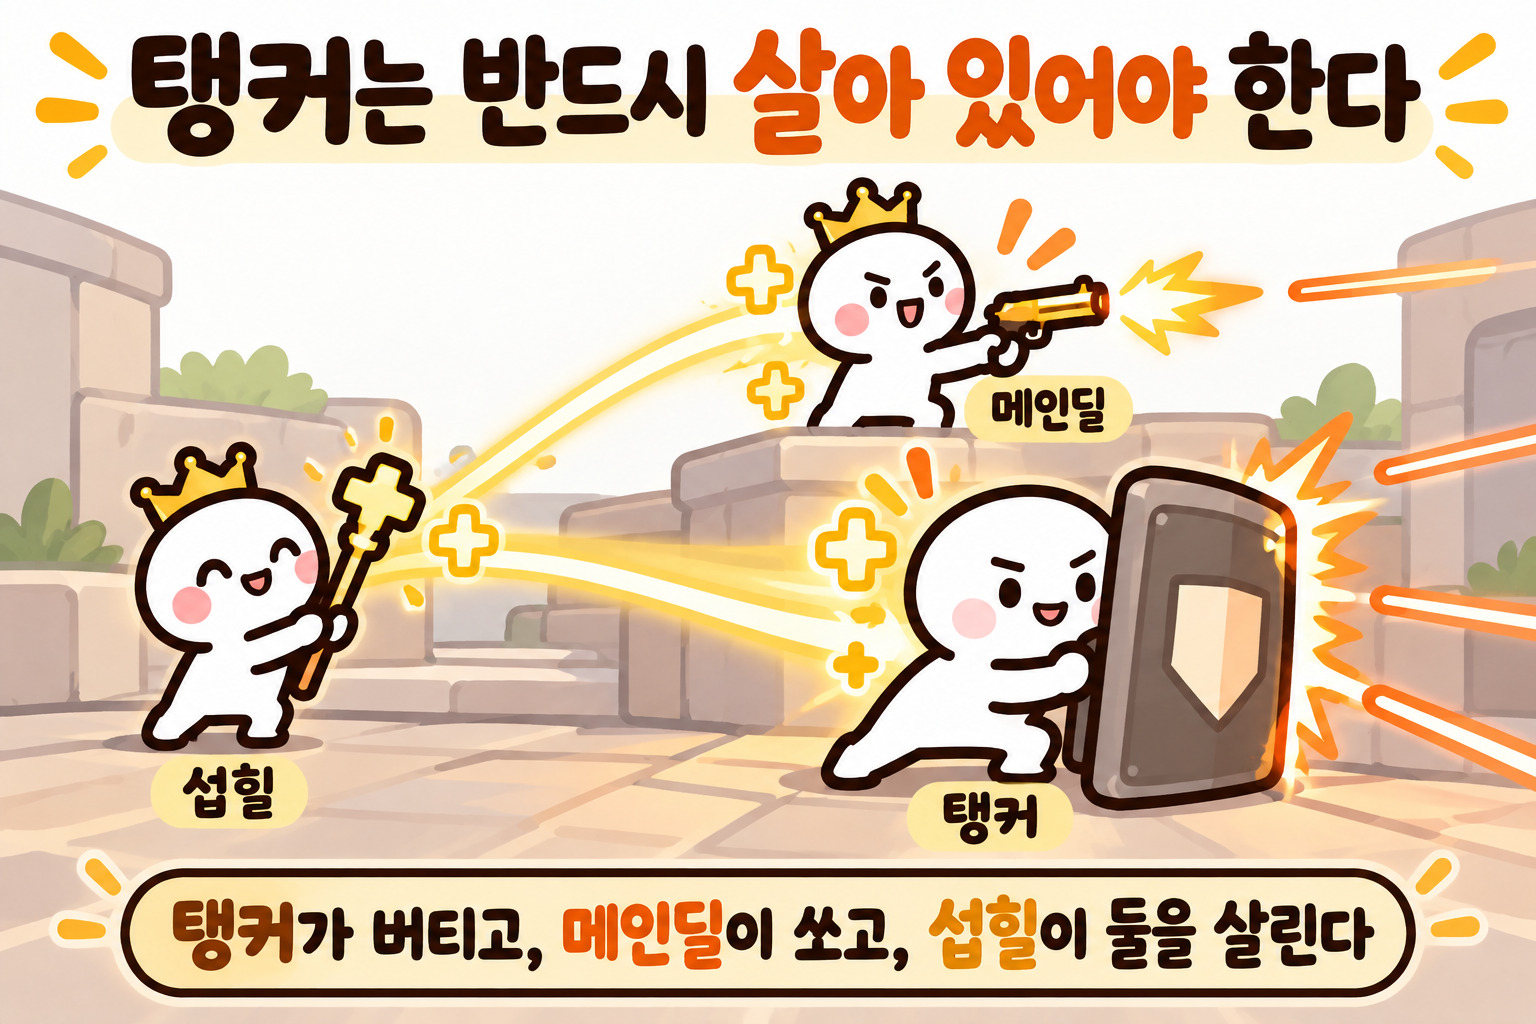 탱커는 반드시 살아 있어야 한다
메인딜
섭힐
탱커
탱커가 버티고, 메인딜이 쏘고, 섭힐이 둘을 살린다